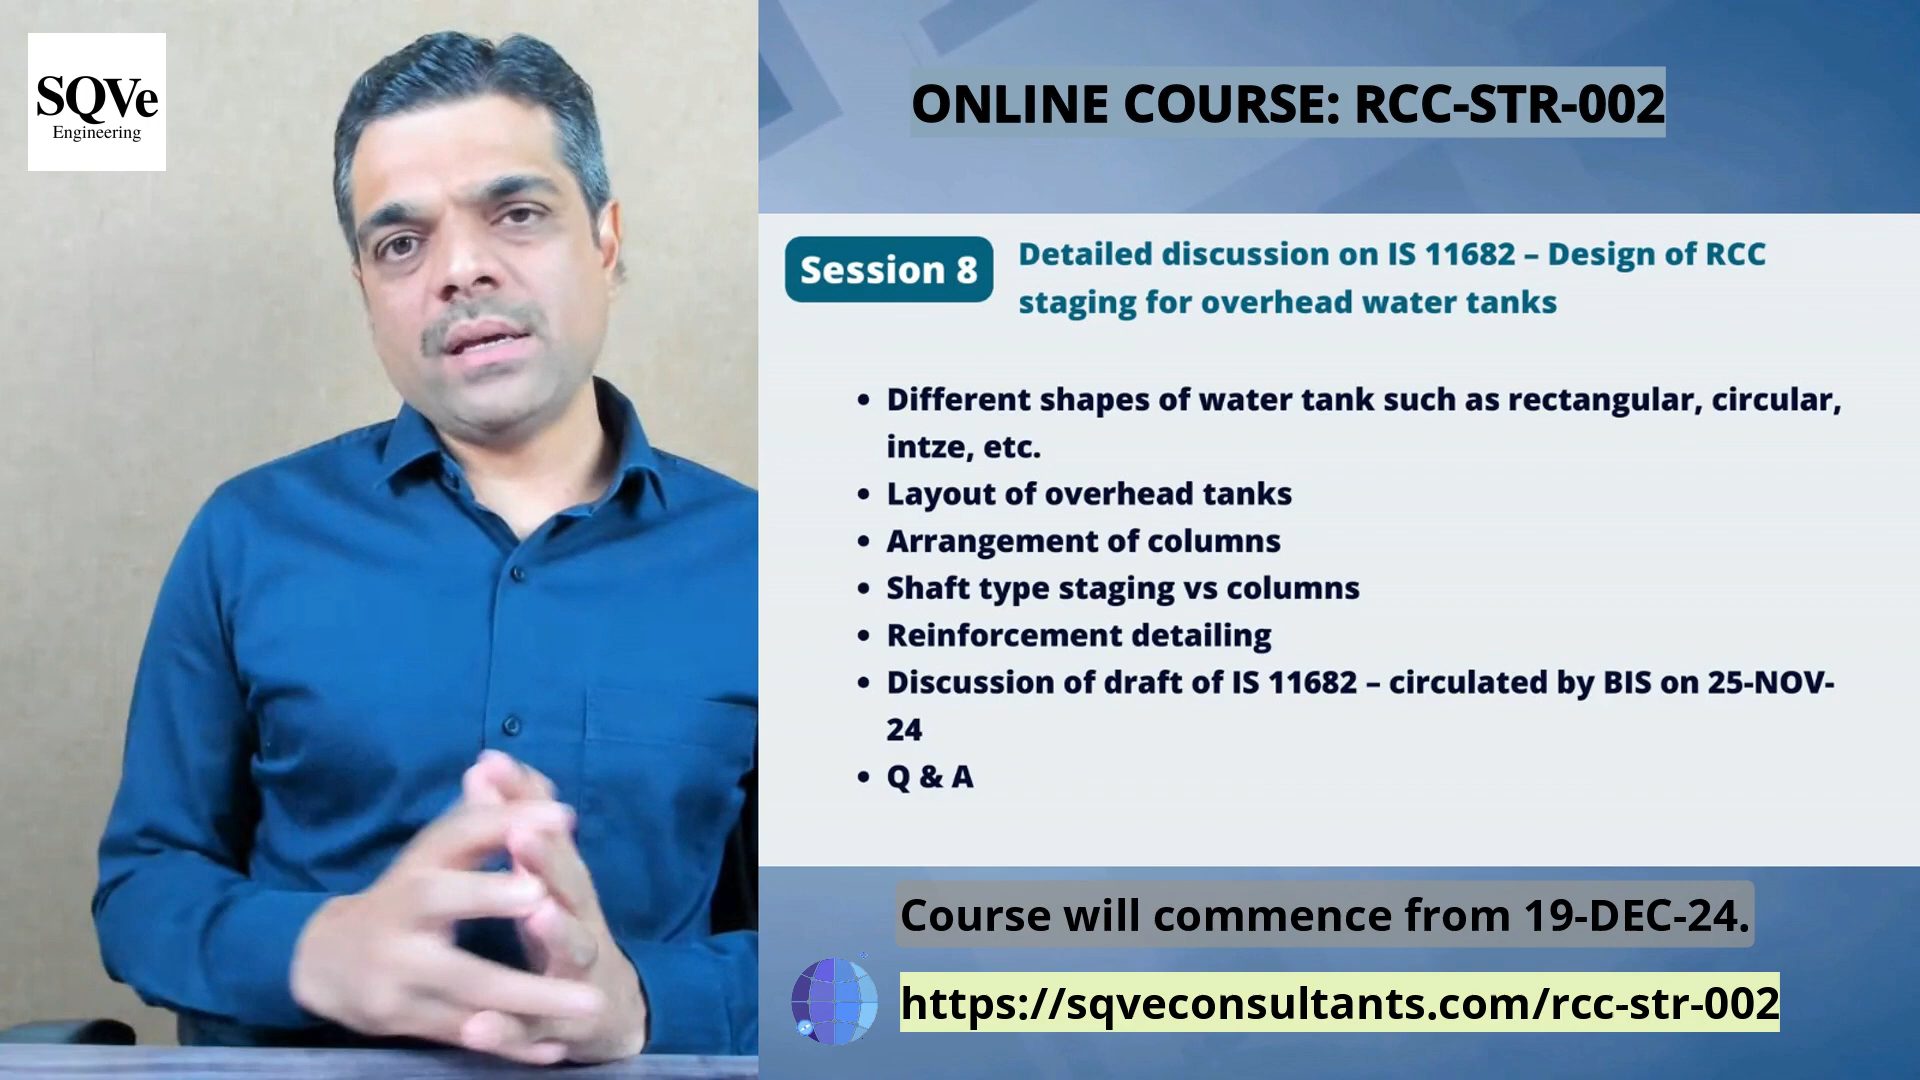 SQVe
Engineering
ONLINE COURSE: RCC-STR-002
Session 8
Detailed discussion on IS 11682 – Design of RCC
staging for overhead water tanks
• Different shapes of water tank such as rectangular, circular,
intze, etc.
• Layout of overhead tanks
• Arrangement of columns
• Shaft type staging vs columns
• Reinforcement detailing
• Discussion of draft of IS 11682 – circulated by BIS on 25-NOV-
24
• Q & A
Course will commence from 19-DEC-24.
https://sqveconsultants.com/rcc-str-002